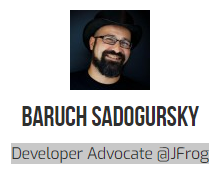 BARUCH SADOGURSKY
Developer Advocate @JFrog